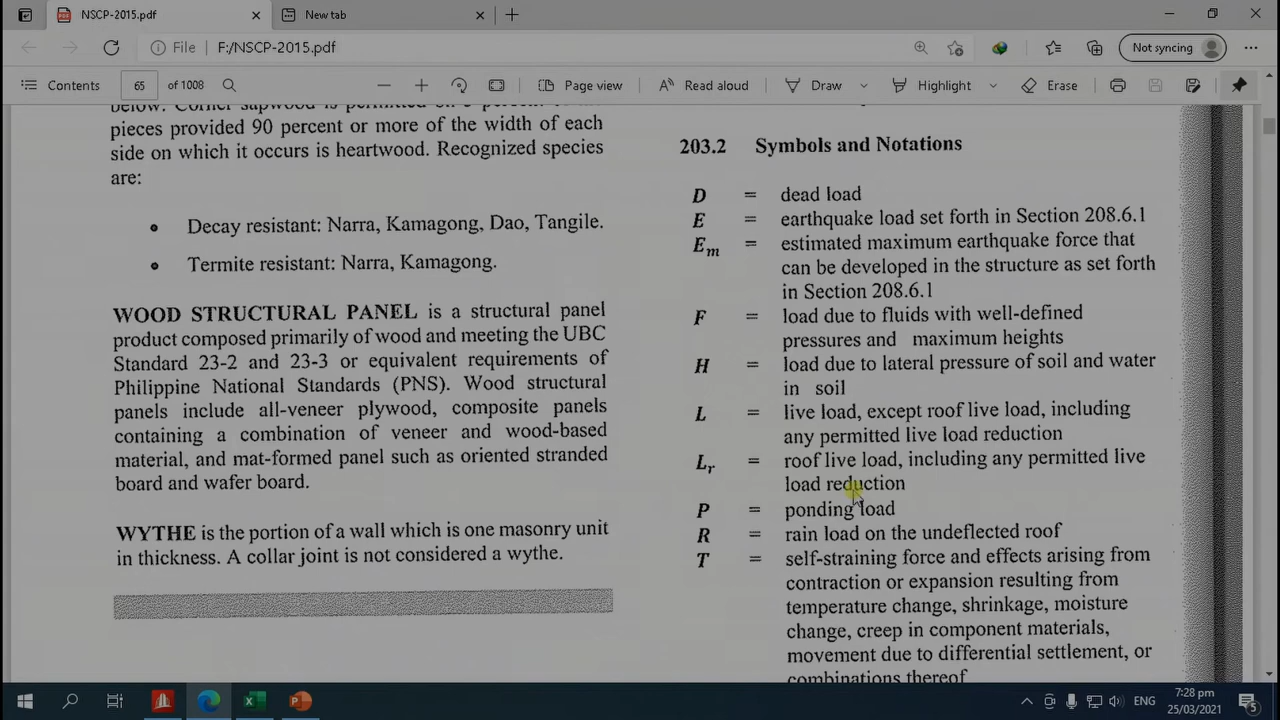 NSCP-2015.pdf
New tab
File
F:/NSCP-2015.pdf
Not syncing
Contents
65
of 1008
Page view
Read aloud
Draw
Highlight
Erase
pieces provided 90 percent or more of the width of each
side on which it occurs is heartwood. Recognized species
are:
• Decay resistant: Narra, Kamagong, Dao, Tangile.
• Termite resistant: Narra, Kamagong.
WOOD STRUCTURAL PANEL is a structural panel
product composed primarily of wood and meeting the UBC
Standard 23-2 and 23-3 or equivalent requirements of
Philippine National Standards (PNS). Wood structural
panels include all-veneer plywood, composite panels
containing a combination of veneer and wood-based
material, and mat-formed panel such as oriented stranded
board and wafer board.
WYTHE is the portion of a wall which is one masonry unit
in thickness. A collar joint is not considered a wythe.
203.2 Symbols and Notations
D = dead load
E = earthquake load set forth in Section 208.6.1
Em = estimated maximum earthquake force that
can be developed in the structure as set forth
in Section 208.6.1
F = load due to fluids with well-defined
pressures and maximum heights
H = load due to lateral pressure of soil and water
in soil
L = live load, except roof live load, including
any permitted live load reduction
Lr = roof live load, including any permitted live
load reduction
P = ponding load
R = rain load on the undeflected roof
T = self-straining force and effects arising from
contraction or expansion resulting from
temperature change, shrinkage, moisture
change, creep in component materials,
movement due to differential settlement, or
combinations thereof
ENG
7:28 pm
25/03/2021
5